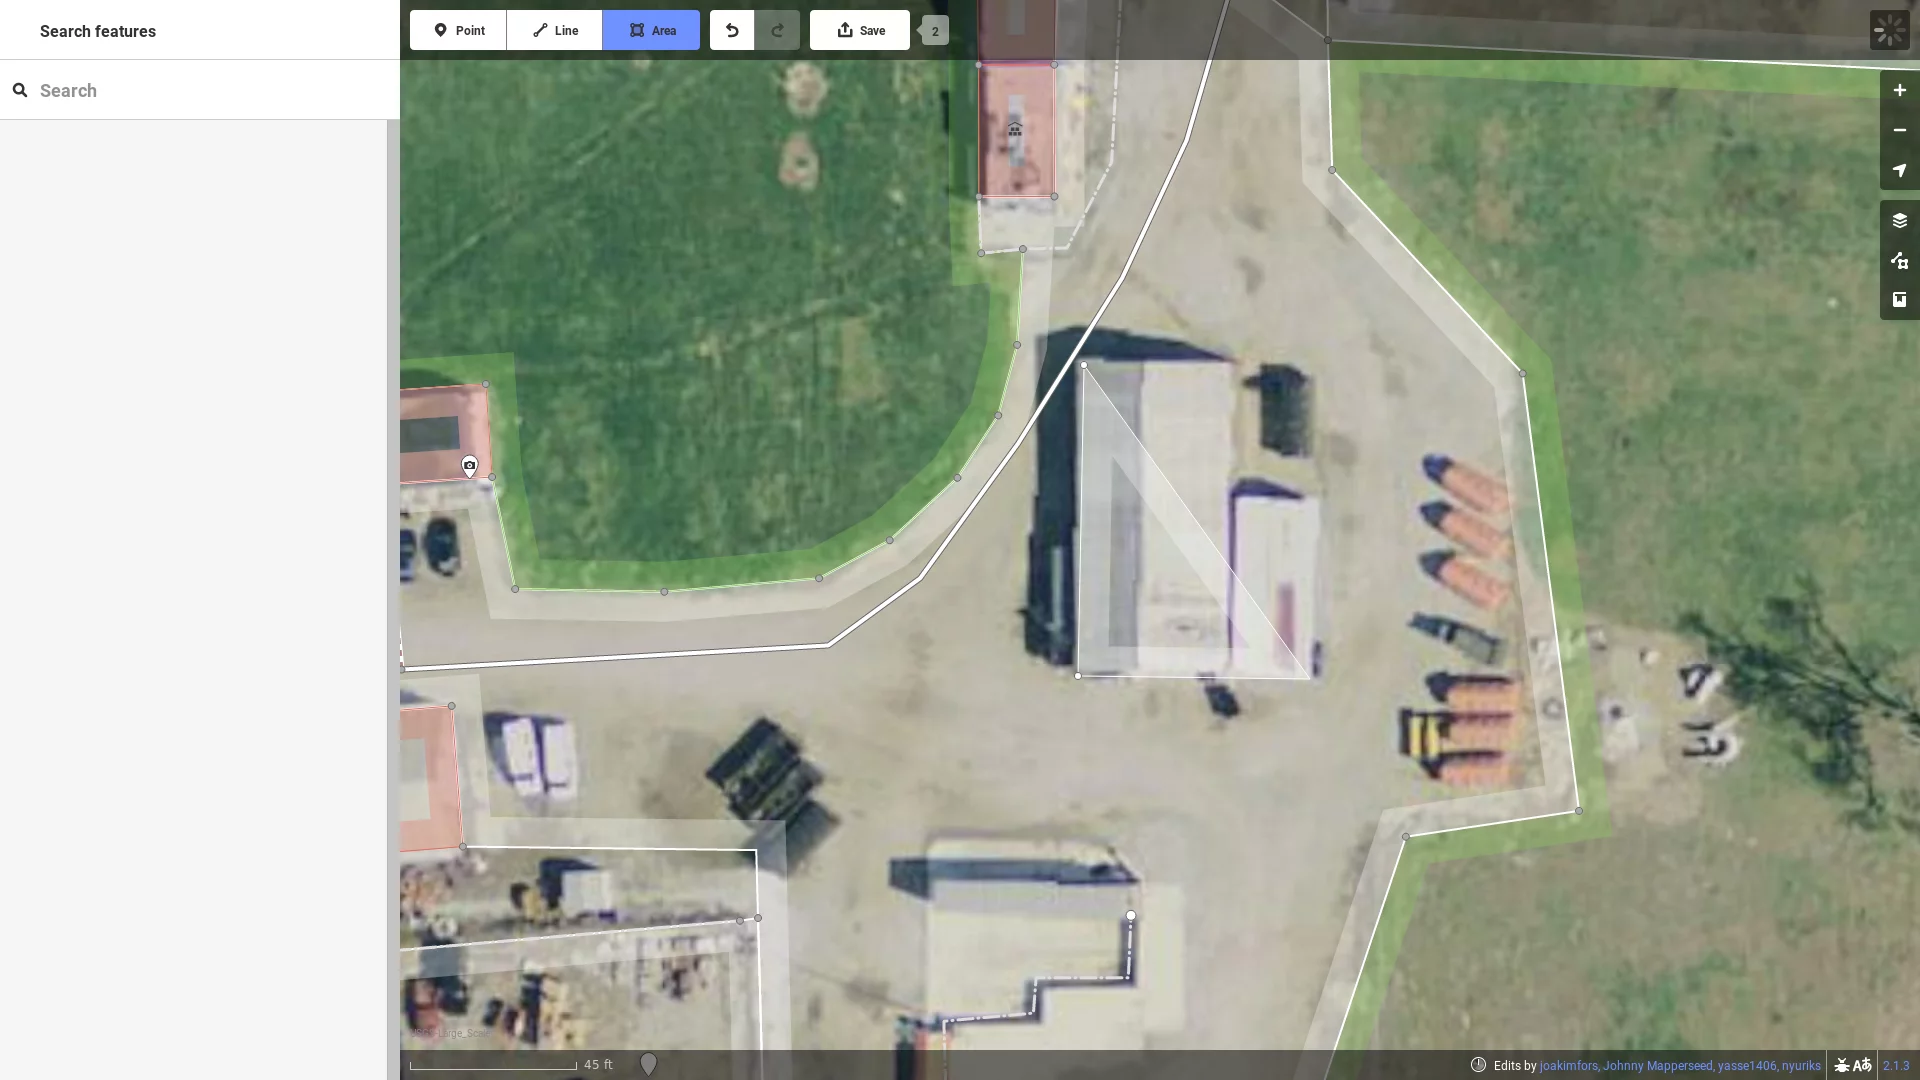 Search features
Point
Line
Area
Save
2
Search
45 ft
Edits by joakimfors, Johnny Mapperseed, yasse1406, nyuriks
2.1.3